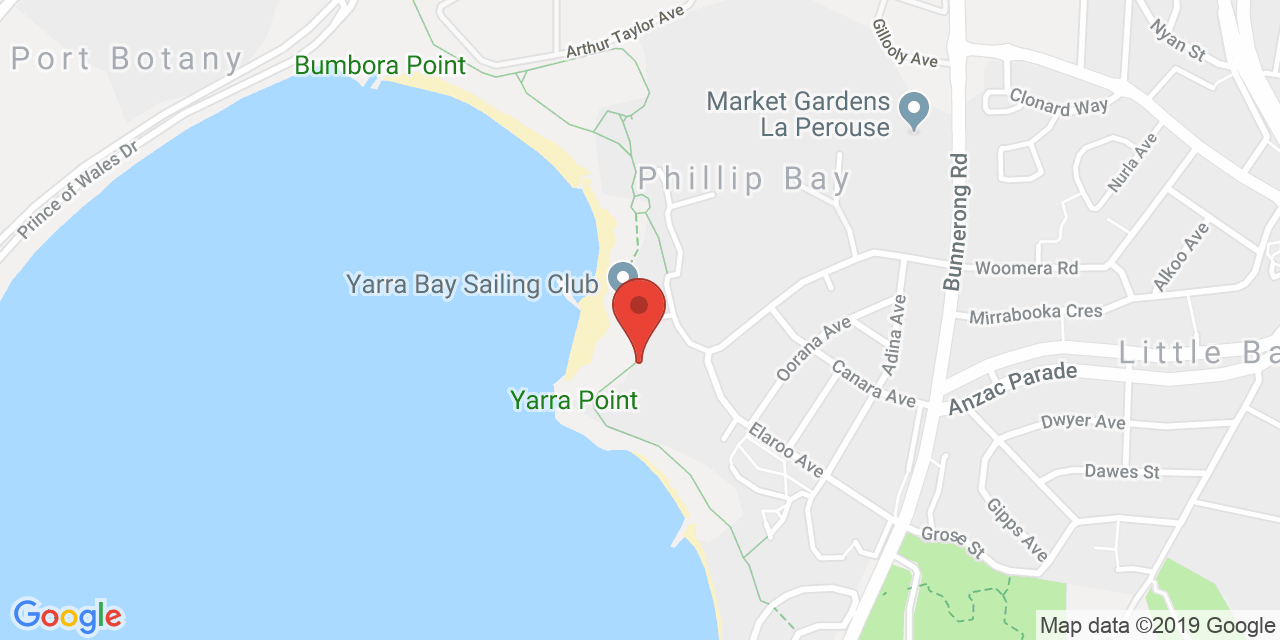 Arthur Taylor Ave
Gillooly Ave
Nyan St
Port Botany
Bumbora Point
Market Gardens
La Perouse
Clonard Way
Prince of Wales Dr
Phillip Bay
Bunnerong Rd
Nurla Ave
Yarra Bay Sailing Club
Woomera Rd
Alkoo Ave
Mirrabooka Cres
Oorana Ave
Adina Ave
Little Ba
Canara Ave
Anzac Parade
Yarra Point
Elaroo Ave
Dwyer Ave
Dawes St
Gipps Ave
Grose St
Google
Map data ©2019 Google